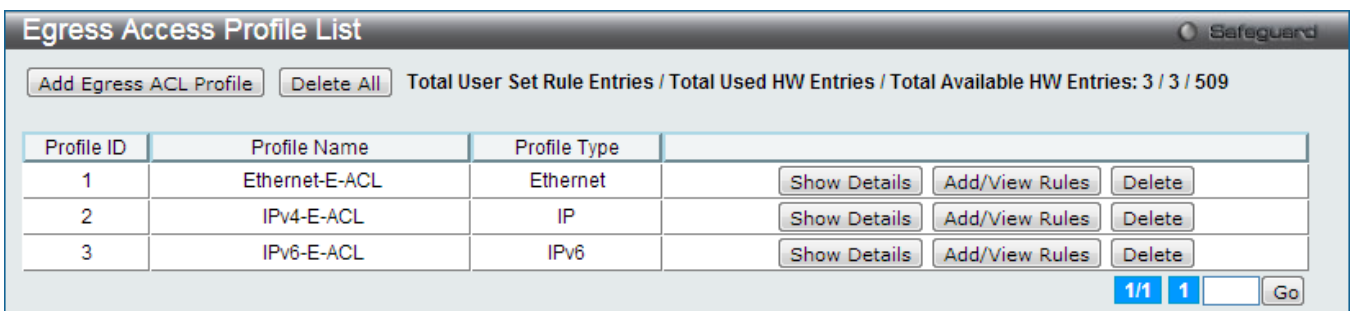 Egress Access Profile List Safeguard
Add Egress ACL Profile Delete All Total User Set Rule Entries / Total Used HW Entries / Total Available HW Entries: 3 / 3 / 509
Profile ID Profile Name Profile Type
1 Ethernet-E-ACL Ethernet Show Details Add/View Rules Delete
2 IPv4-E-ACL IP Show Details Add/View Rules Delete
3 IPv6-E-ACL IPv6 Show Details Add/View Rules Delete
1/1 1 Go